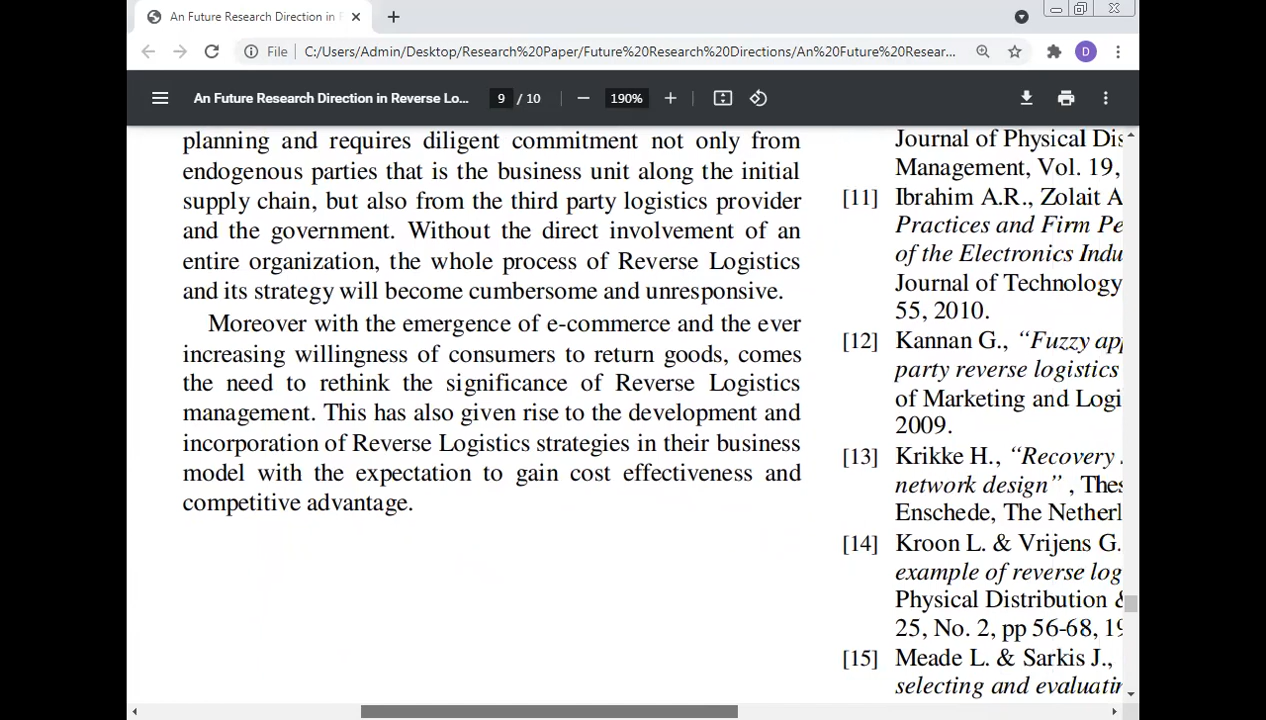 An Future Research Direction in
File C:/Users/Admin/Desktop/Research%20Paper/Future%20Research%20Directions/An%20Future%20Resear...
D
An Future Research Direction in Reverse Lo...
9 / 10
190%
planning and requires diligent commitment not only from
endogenous parties that is the business unit along the initial
supply chain, but also from the third party logistics provider
and the government. Without the direct involvement of an
entire organization, the whole process of Reverse Logistics
and its strategy will become cumbersome and unresponsive.
Moreover with the emergence of e-commerce and the ever
increasing willingness of consumers to return goods, comes
the need to rethink the significance of Reverse Logistics
management. This has also given rise to the development and
incorporation of Reverse Logistics strategies in their business
model with the expectation to gain cost effectiveness and
competitive advantage.
Journal of Physical Dis
Management, Vol. 19,
[11] Ibrahim A.R., Zolait A
Practices and Firm Pe
of the Electronics Indu
Journal of Technology
55, 2010.
[12] Kannan G., “Fuzzy app
party reverse logistics
of Marketing and Logi
2009.
[13] Krikke H., “Recovery
network design” , Thes
Enschede, The Netherl
[14] Kroon L. & Vrijens G.
example of reverse log
Physical Distribution &
25, No. 2, pp 56-68, 19
[15] Meade L. & Sarkis J.,
selecting and evaluatin